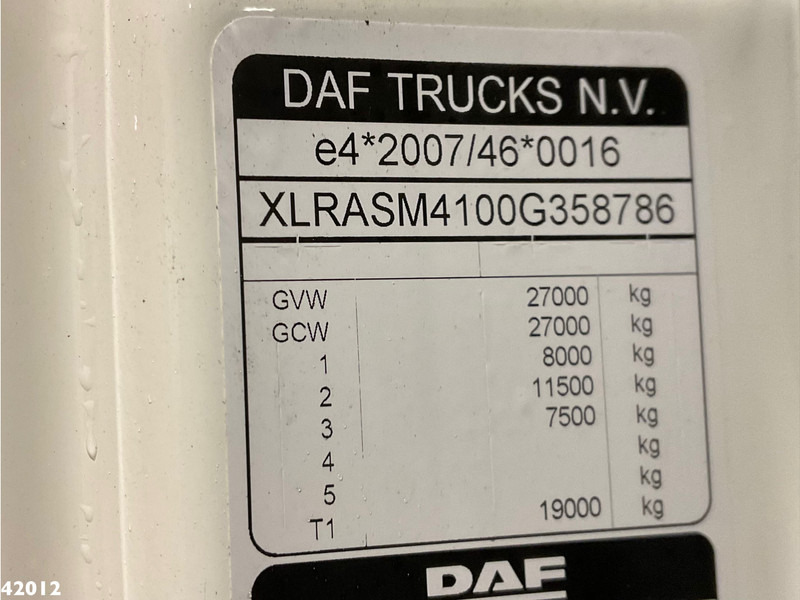 DAF TRUCKS N.V.
e4*2007/46*0016
XLRASM4100G358786
GVW 27000 kg
GCW 27000 kg
1 8000 kg
2 11500 kg
3 7500 kg
4 kg
5 kg
T1 19000 kg
DAF
42012